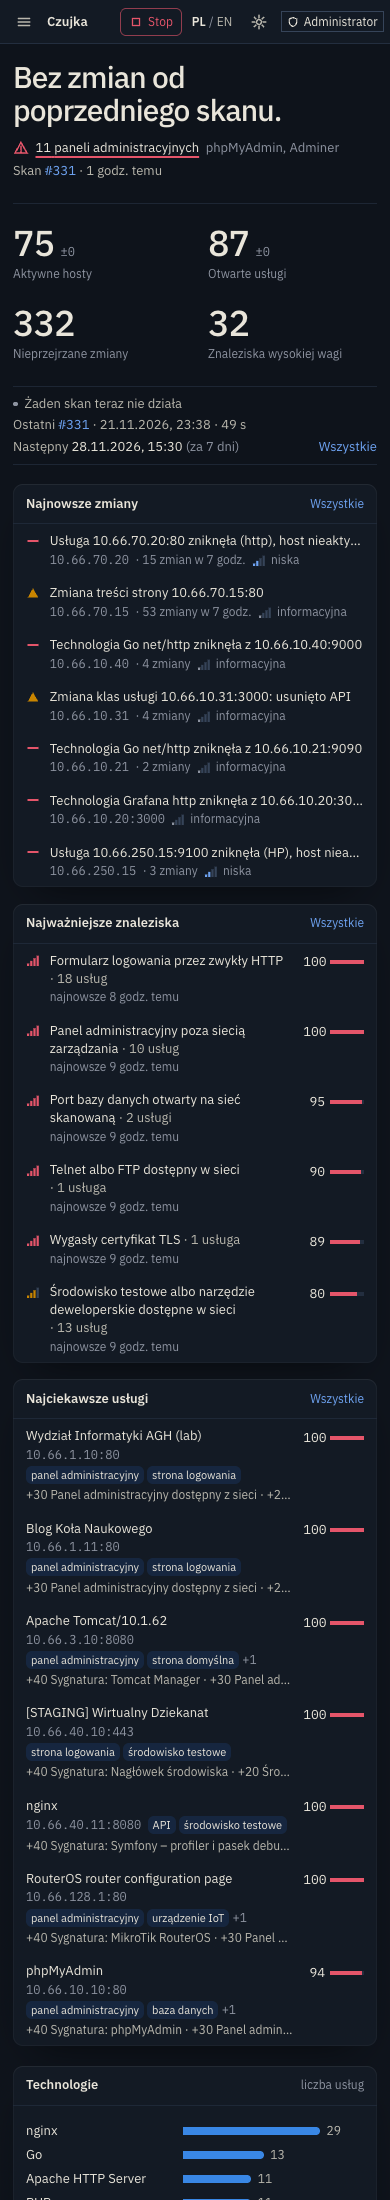 Czujka
Stop
PL / EN
Administrator
Bez zmian od
poprzedniego skanu.
11 paneli administracyjnych phpMyAdmin, Adminer
Skan #331 · 1 godz. temu
75 ±0
87 ±0
Aktywne hosty
Otwarte usługi
332
32
Nieprzejrzane zmiany
Znaleziska wysokiej wagi
Żaden skan teraz nie działa
Ostatni #331 · 21.11.2026, 23:38 · 49 s
Następny 28.11.2026, 15:30 (za 7 dni)
Wszystkie
Najnowsze zmiany
Wszystkie
Usługa 10.66.70.20:80 zniknęła (http), host nieakty...
10.66.70.20 · 15 zmian w 7 godz. niska
Zmiana treści strony 10.66.70.15:80
10.66.70.15 · 53 zmiany w 7 godz. informacyjna
Technologia Go net/http zniknęła z 10.66.10.40:9000
10.66.10.40 · 4 zmiany informacyjna
Zmiana klas usługi 10.66.10.31:3000: usunięto API
10.66.10.31 · 4 zmiany informacyjna
Technologia Go net/http zniknęła z 10.66.10.21:9090
10.66.10.21 · 2 zmiany informacyjna
Technologia Grafana http zniknęła z 10.66.10.20:30...
10.66.10.20:3000 informacyjna
Usługa 10.66.250.15:9100 zniknęła (HP), host niea...
10.66.250.15 · 3 zmiany niska
Najważniejsze znaleziska
Wszystkie
Formularz logowania przez zwykły HTTP
· 18 usług
100
najnowsze 8 godz. temu
Panel administracyjny poza siecią
zarządzania · 10 usług
100
najnowsze 9 godz. temu
Port bazy danych otwarty na sieć
skanowaną · 2 usługi
95
najnowsze 9 godz. temu
Telnet albo FTP dostępny w sieci
· 1 usługa
90
najnowsze 9 godz. temu
Wygasły certyfikat TLS · 1 usługa
89
najnowsze 9 godz. temu
Środowisko testowe albo narzędzie
deweloperskie dostępne w sieci
· 13 usług
80
najnowsze 9 godz. temu
Najciekawsze usługi
Wszystkie
Wydział Informatyki AGH (lab)
100
10.66.1.10:80
panel administracyjny strona logowania
+30 Panel administracyjny dostępny z sieci · +2...
Blog Koła Naukowego
100
10.66.1.11:80
panel administracyjny strona logowania
+30 Panel administracyjny dostępny z sieci · +2...
Apache Tomcat/10.1.62
100
10.66.3.10:8080
panel administracyjny strona domyślna +1
+40 Sygnatura: Tomcat Manager · +30 Panel ad...
[STAGING] Wirtualny Dziekanat
100
10.66.40.10:443
strona logowania środowisko testowe
+40 Sygnatura: Nagłówek środowiska · +20 Śro...
nginx
100
10.66.40.11:8080 API środowisko testowe
+40 Sygnatura: Symfony – profiler i pasek debu...
RouterOS router configuration page
100
10.66.128.1:80
panel administracyjny urządzenie IoT +1
+40 Sygnatura: MikroTik RouterOS · +30 Panel ...
phpMyAdmin
94
10.66.10.10:80
panel administracyjny baza danych +1
+40 Sygnatura: phpMyAdmin · +30 Panel admin...
Technologie
liczba usług
nginx 29
Go 13
Apache HTTP Server 11